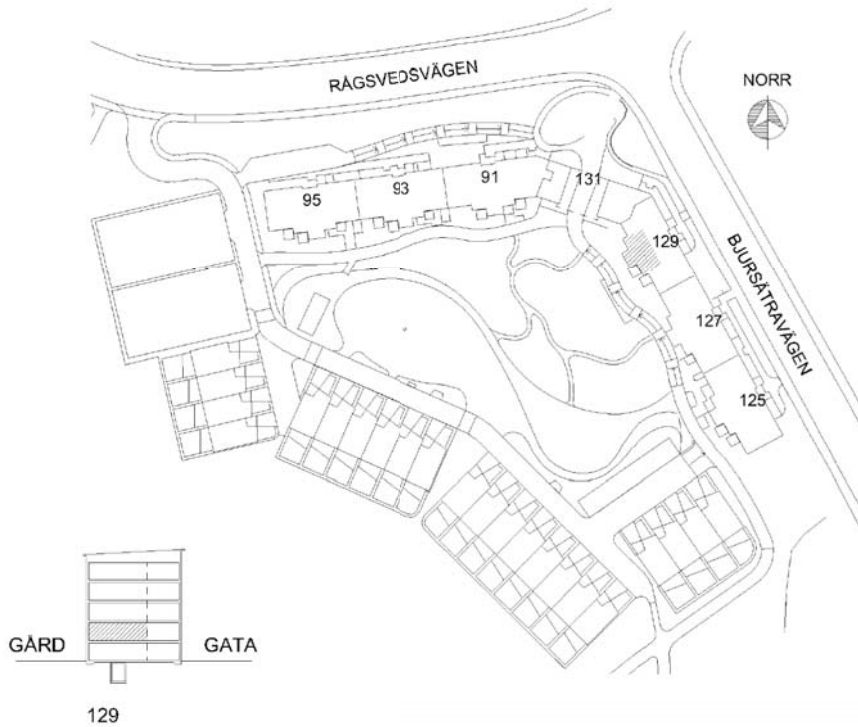 RÅGSVEDSVÄGEN
NORR
91
131
93
95
129
BJURSÄTRAVÄGEN
127
125
GÅRD
GATA
129